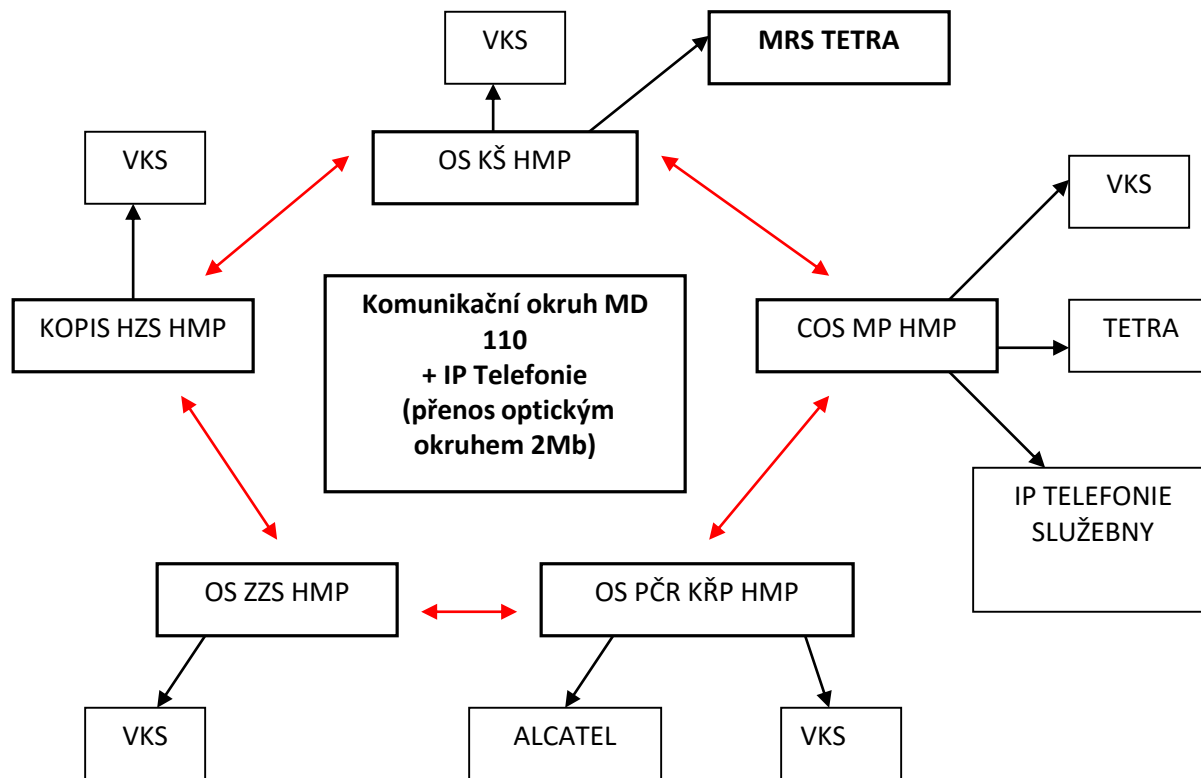 VKS
MRS TETRA
VKS
OS KŠ HMP
VKS
KOPIS HZS HMP
Komunikační okruh MD
110
+ IP Telefonie
(přenos optickým
okruhem 2Mb)
COS MP HMP
TETRA
IP TELEFONIE
SLUŽEBNY
OS ZZS HMP
OS PČR KŘP HMP
VKS
ALCATEL
VKS